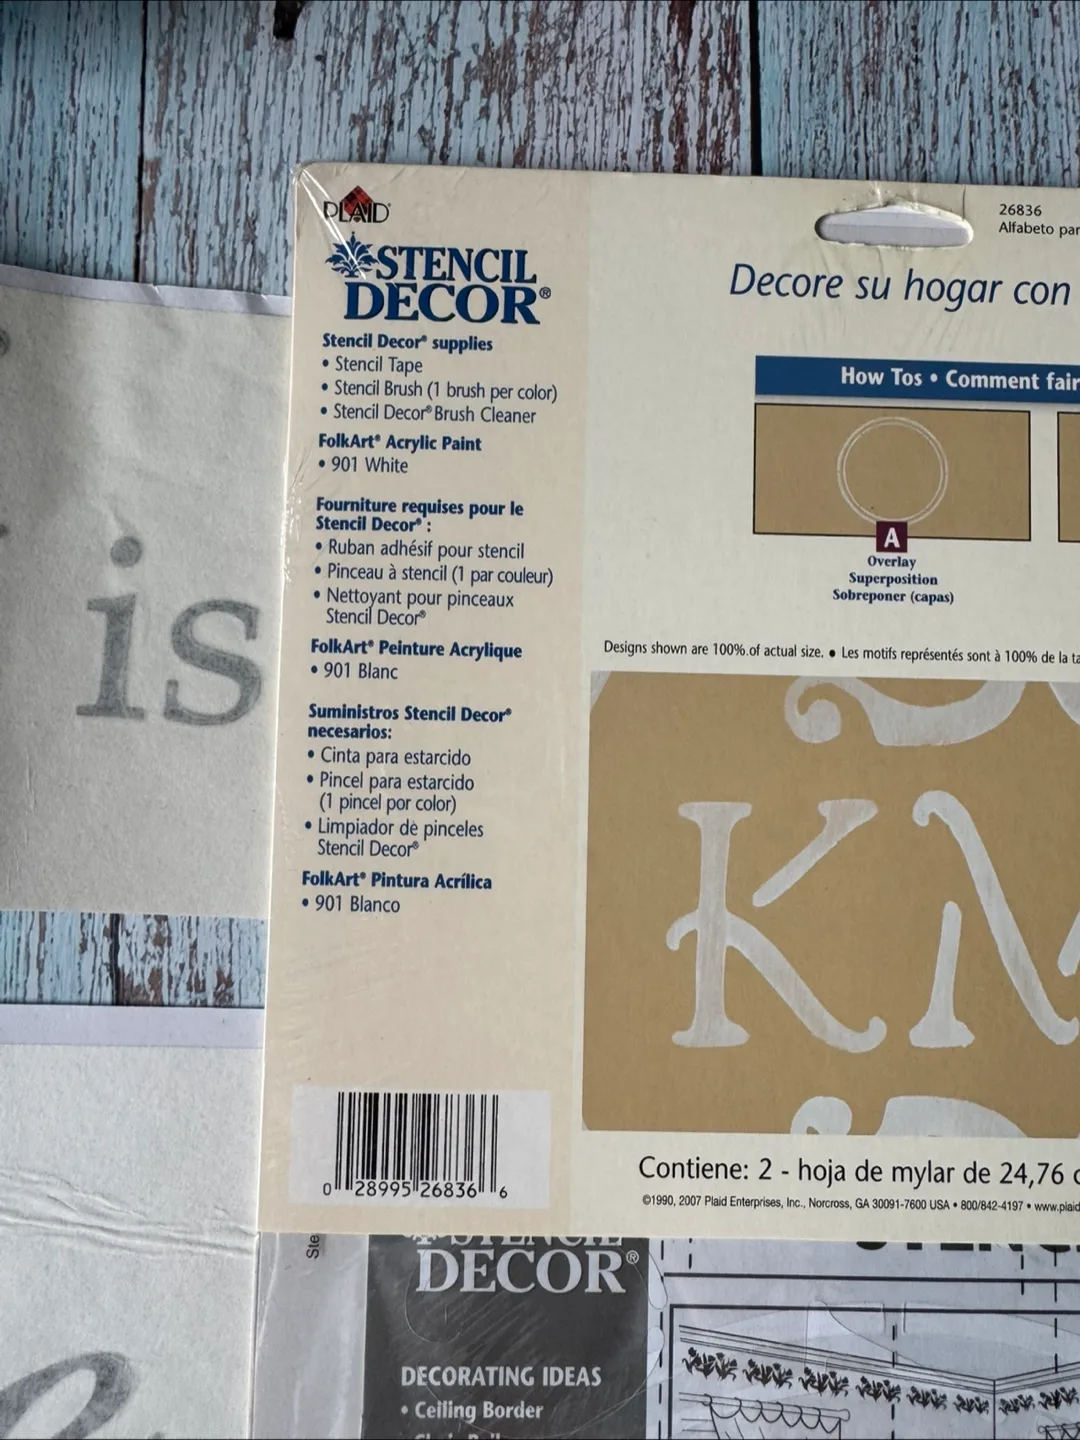 PLAID®
STENCIL
DECOR®
Stencil Decor® supplies
• Stencil Tape
• Stencil Brush (1 brush per color)
• Stencil Decor® Brush Cleaner
FolkArt® Acrylic Paint
• 901 White
Fourniture requises pour le
Stencil Decor® :
• Ruban adhésif pour stencil
• Pinceau à stencil (1 par couleur)
• Nettoyant pour pinceaux
Stencil Decor®
FolkArt® Peinture Acrylique
• 901 Blanc
Suministros Stencil Decor®
necesarios:
• Cinta para estarcido
• Pincel para estarcido
(1 pincel por color)
• Limpiador de pinceles
Stencil Decor®
FolkArt® Pintura Acrílica
• 901 Blanco
0 28995 26836 6
26836
Alfabeto par
Decore su hogar con
How Tos • Comment fair
A
Overlay
Superposition
Sobreponer (capas)
Designs shown are 100% of actual size. • Les motifs représentés sont à 100% de la ta
KM
Contiene: 2 - hoja de mylar de 24,76 c
©1990, 2007 Plaid Enterprises, Inc., Norcross, GA 30091-7600 USA • 800/842-4197 • www.plaid
is
Ste
STENCIL
DECOR®
DECORATING IDEAS
• Ceiling Border